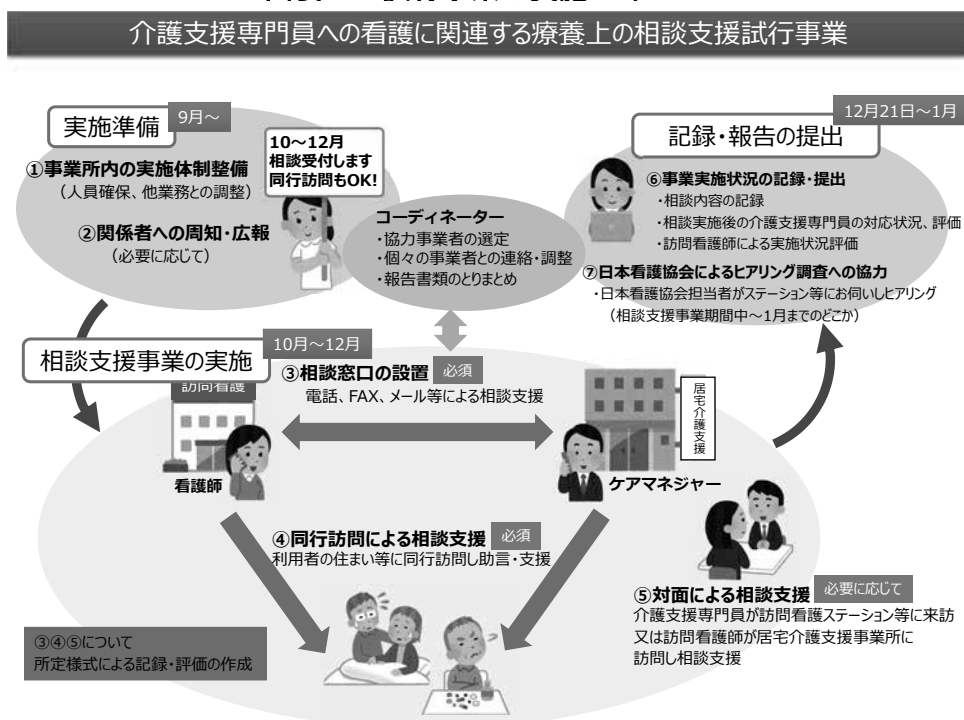 介護支援専門員への看護に関連する療養上の相談支援試行事業
実施準備
9月～
①事業所内の実施体制整備
（人員確保、他業務との調整）
②関係者への周知・広報
（必要に応じて）
10～12月
相談受付します
同行訪問もOK!
コーディネーター
・協力事業者の選定
・個々の事業者との連絡・調整
・報告書類のとりまとめ
12月21日～1月
記録・報告の提出
⑥事業実施状況の記録・提出
・相談内容の記録
・相談実施後の介護支援専門員の対応状況、評価
・訪問看護師による実施状況評価
⑦日本看護協会によるヒアリング調査への協力
・日本看護協会担当者がステーション等にお伺いしヒアリング
（相談支援事業期間中～1月までのどこか）
相談支援事業の実施
10月～12月
③相談窓口の設置 必須
電話、FAX、メール等による相談支援
訪問看護
看護師
居宅介護支援
ケアマネジャー
④同行訪問による相談支援 必須
利用者の住まい等に同行訪問し助言・支援
⑤対面による相談支援 必要に応じて
介護支援専門員が訪問看護ステーション等に来訪
又は訪問看護師が居宅介護支援事業所に
訪問し相談支援
③④⑤について
所定様式による記録・評価の作成